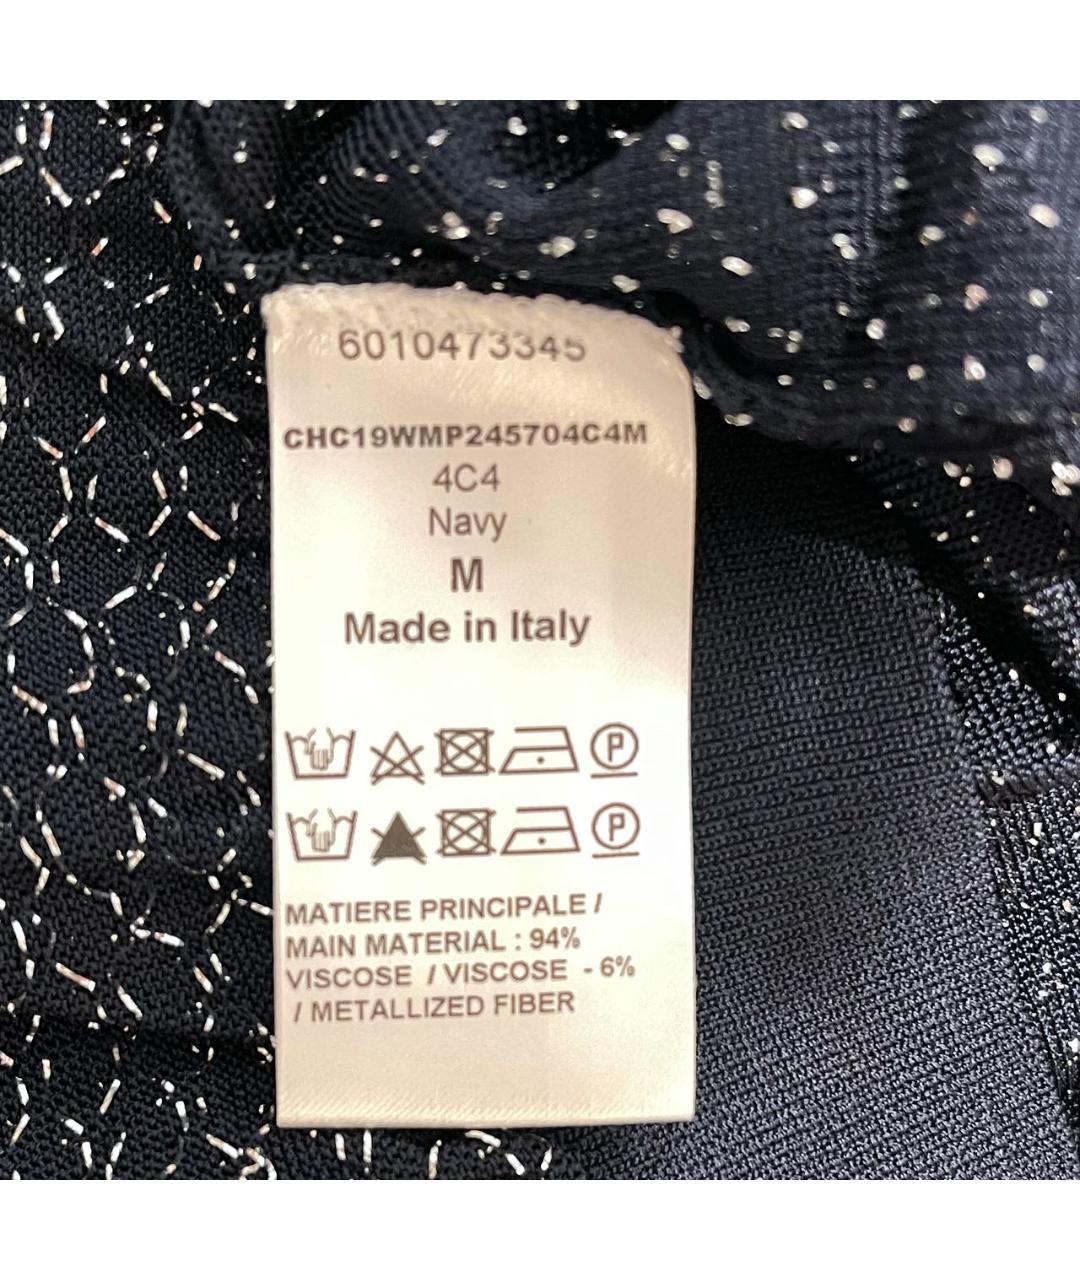 6010473345
CHC19WMP245704C4M
4C4
Navy
M
Made in Italy
P
P
MATIERE PRINCIPALE /
MAIN MATERIAL : 94%
VISCOSE / VISCOSE - 6%
/ METALLIZED FIBER